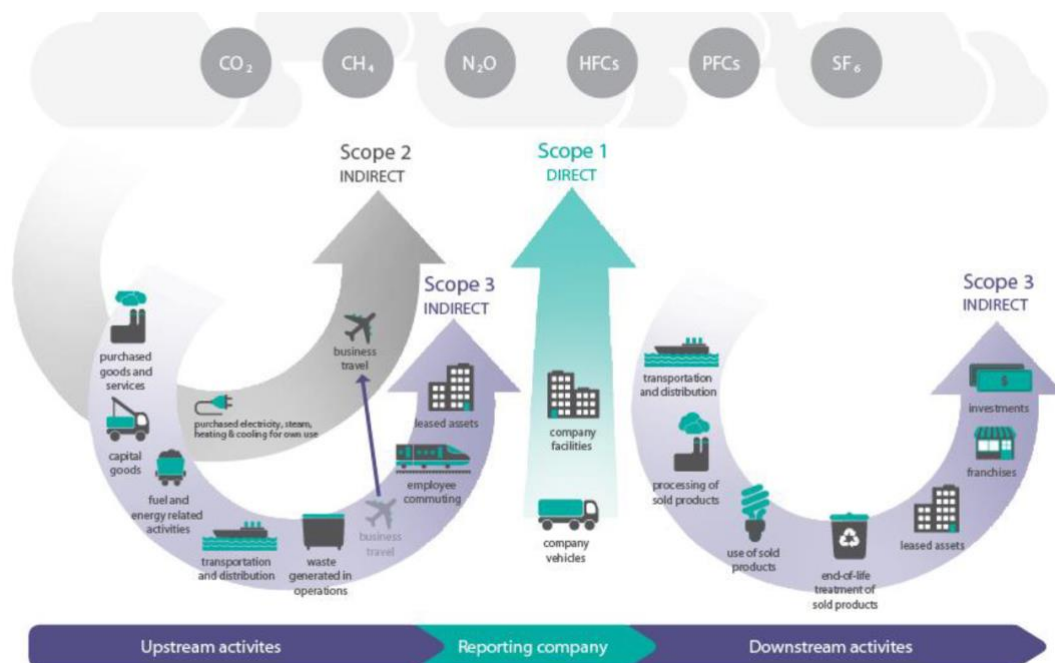 CO₂
CH₄
N₂O
HFCs
PFCs
SF₆
Scope 2
INDIRECT
Scope 1
DIRECT
Scope 3
INDIRECT
Scope 3
INDIRECT
purchased
goods and
services
capital
goods
fuel and
energy related
activities
purchased electricity, steam,
heating & cooling for own use
transportation
and distribution
waste
generated in
operations
business
travel
business
travel
employee
commuting
leased assets
company
facilities
company
vehicles
transportation
and distribution
processing of
sold products
use of sold
products
end-of-life
treatment of
sold products
leased assets
franchises
investments
$
Upstream activites
Reporting company
Downstream activites